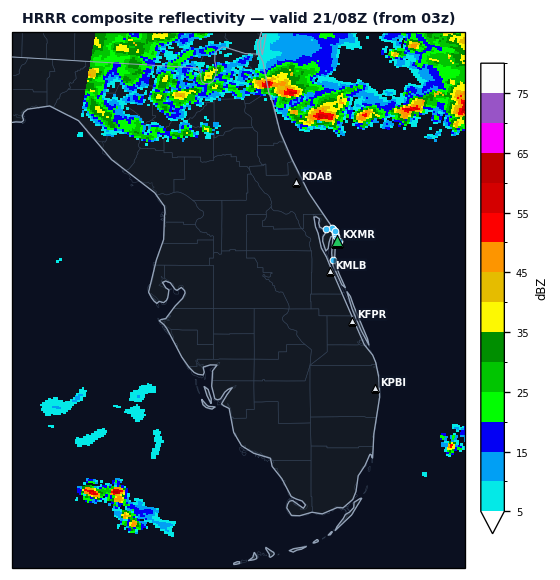 HRRR composite reflectivity — valid 21/08Z (from 03z)
KDAB
KXMR
KMLB
KFPR
KPBI
75
65
55
45
35
25
15
5
dBZ